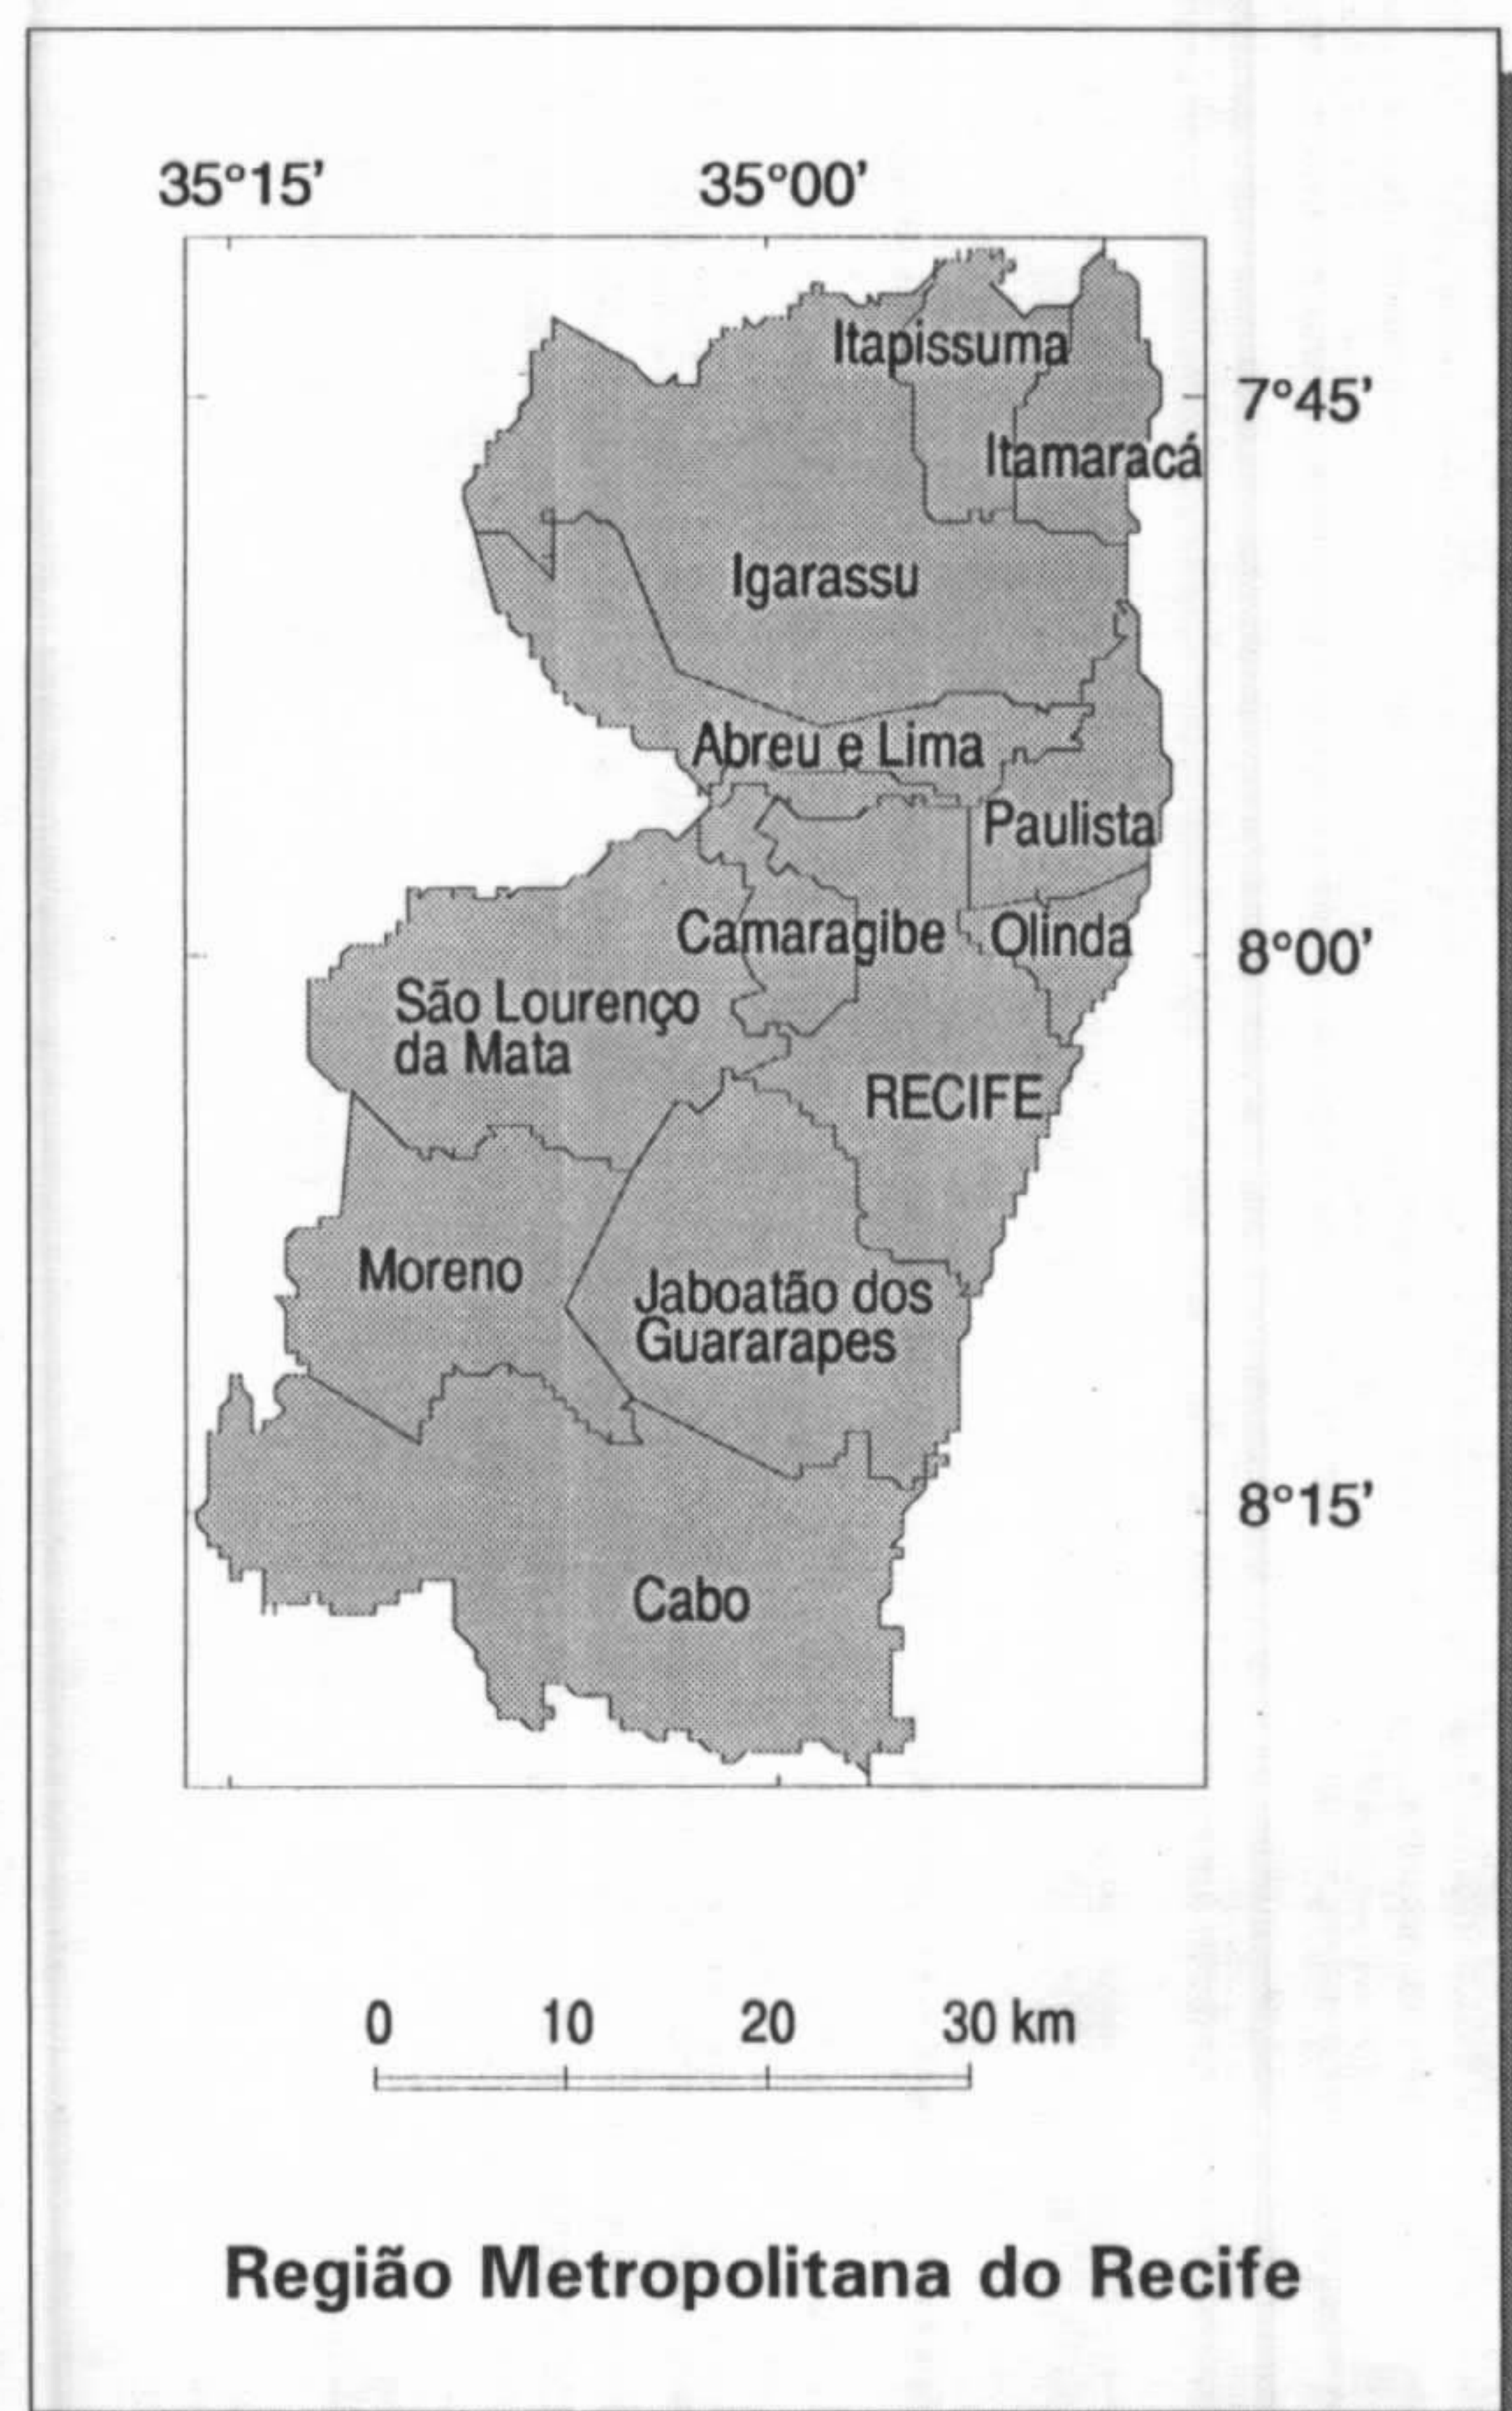 35°15’ 35°00’
Itapissuma
7°45’
Itamaracá
Igarassu
Abreu e Lima
Paulista
Camaragibe
Olinda
8°00’
São Lourenço
da Mata
RECIFE
Moreno
Jaboatão dos
Guararapes
8°15’
Cabo
0 10 20 30 km
Região Metropolitana do Recife